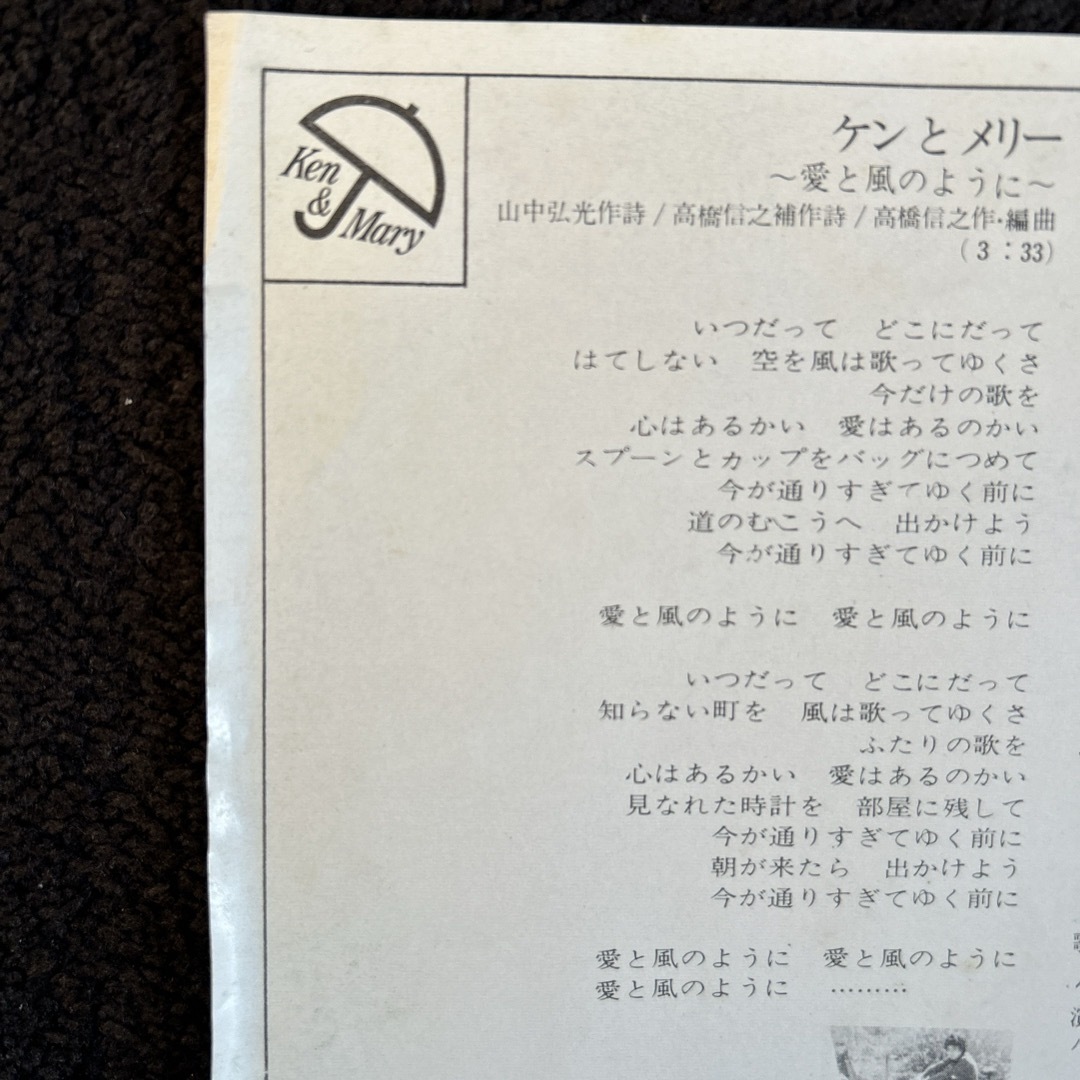 Ken
&
Mary
ケンとメリー
～愛と風のように～
山中弘光作詩/高橋信之補作詩/高橋信之作・編曲
(3:33)
いつだって　どこにだって
はてしない　空を風は歌ってゆくさ
今だけの歌を
心はあるかい　愛はあるのかい
スプーンとカップをバッグにつめて
今が通りすぎてゆく前に
道のむこうへ　出かけよう
今が通りすぎてゆく前に
愛と風のように　愛と風のように
いつだって　どこにだって
知らない町を　風は歌ってゆくさ
ふたりの歌を
心はあるかい　愛はあるのかい
見なれた時計を　部屋に残して
今が通りすぎてゆく前に
朝が来たら　出かけよう
今が通りすぎてゆく前に
愛と風のように　愛と風のように
愛と風のように　………